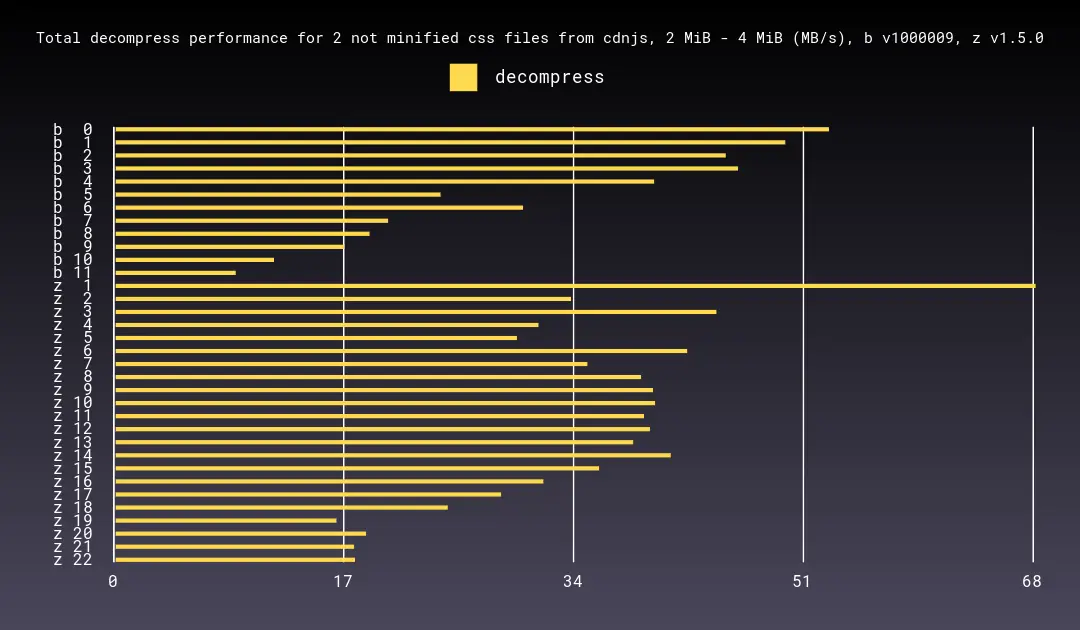 Total decompress performance for 2 not minified css files from cdnjs, 2 MiB - 4 MiB (MB/s), b v1000009, z v1.5.0
decompress
b 0
b 1
b 2
b 3
b 4
b 5
b 6
b 7
b 8
b 9
b 10
b 11
z 1
z 2
z 3
z 4
z 5
z 6
z 7
z 8
z 9
z 10
z 11
z 12
z 13
z 14
z 15
z 16
z 17
z 18
z 19
z 20
z 21
z 22
0 17 34 51 68